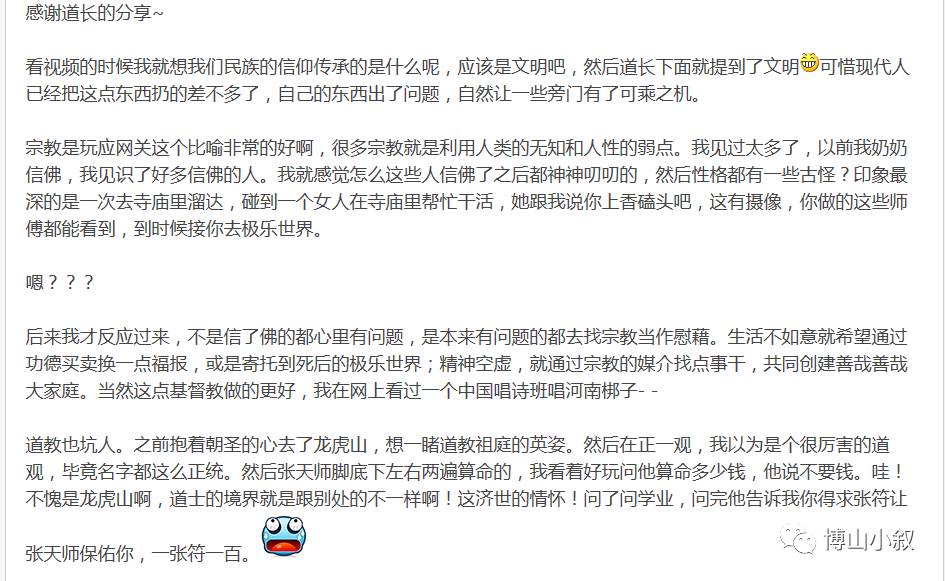 感谢道长的分享~
看视频的时候我就想我们民族的信仰传承的是什么呢，应该是文明吧，然后道长下面就提到了文明可惜现代人
已经把这点东西扔的差不多了，自己的东西出了问题，自然让一些旁门有了可乘之机。
宗教是玩应网关这个比喻非常的好啊，很多宗教就是利用人类的无知和人性的弱点。我见过太多了，以前我奶奶
信佛，我见识了好多信佛的人。我就感觉怎么这些人信佛了之后都神神叨叨的，然后性格都有一些古怪？印象最
深的是一次去寺庙里溜达，碰到一个女人在寺庙里帮忙干活，她跟我说你上香磕头吧，这有摄像，你做的这些师
傅都能看到，到时候接你去极乐世界。
嗯？？？
后来我才反应过来，不是信了佛的都心里有问题，是本来有问题的都去找宗教当作慰藉。生活不如意就希望通过
功德买卖换一点福报，或是寄托到死后的极乐世界；精神空虚，就通过宗教的媒介找点事干，共同创建善哉善哉
大家庭。当然这点基督教做的更好，我在网上看过一个中国唱诗班唱河南梆子- -
道教也坑人。之前抱着朝圣的心去了龙虎山，想一睹道教祖庭的英姿。然后在正一观，我以为是个很厉害的道
观，毕竟名字都这么正统。然后张天师脚底下左右两遍算命的，我看着好玩问他算命多少钱，他说不要钱。哇！
不愧是龙虎山啊，道士的境界就是跟别处的不一样啊！这济世的情怀！问了问学业，问完他告诉我你得求张符让
张天师保佑你，一张符一百。
博山小叙